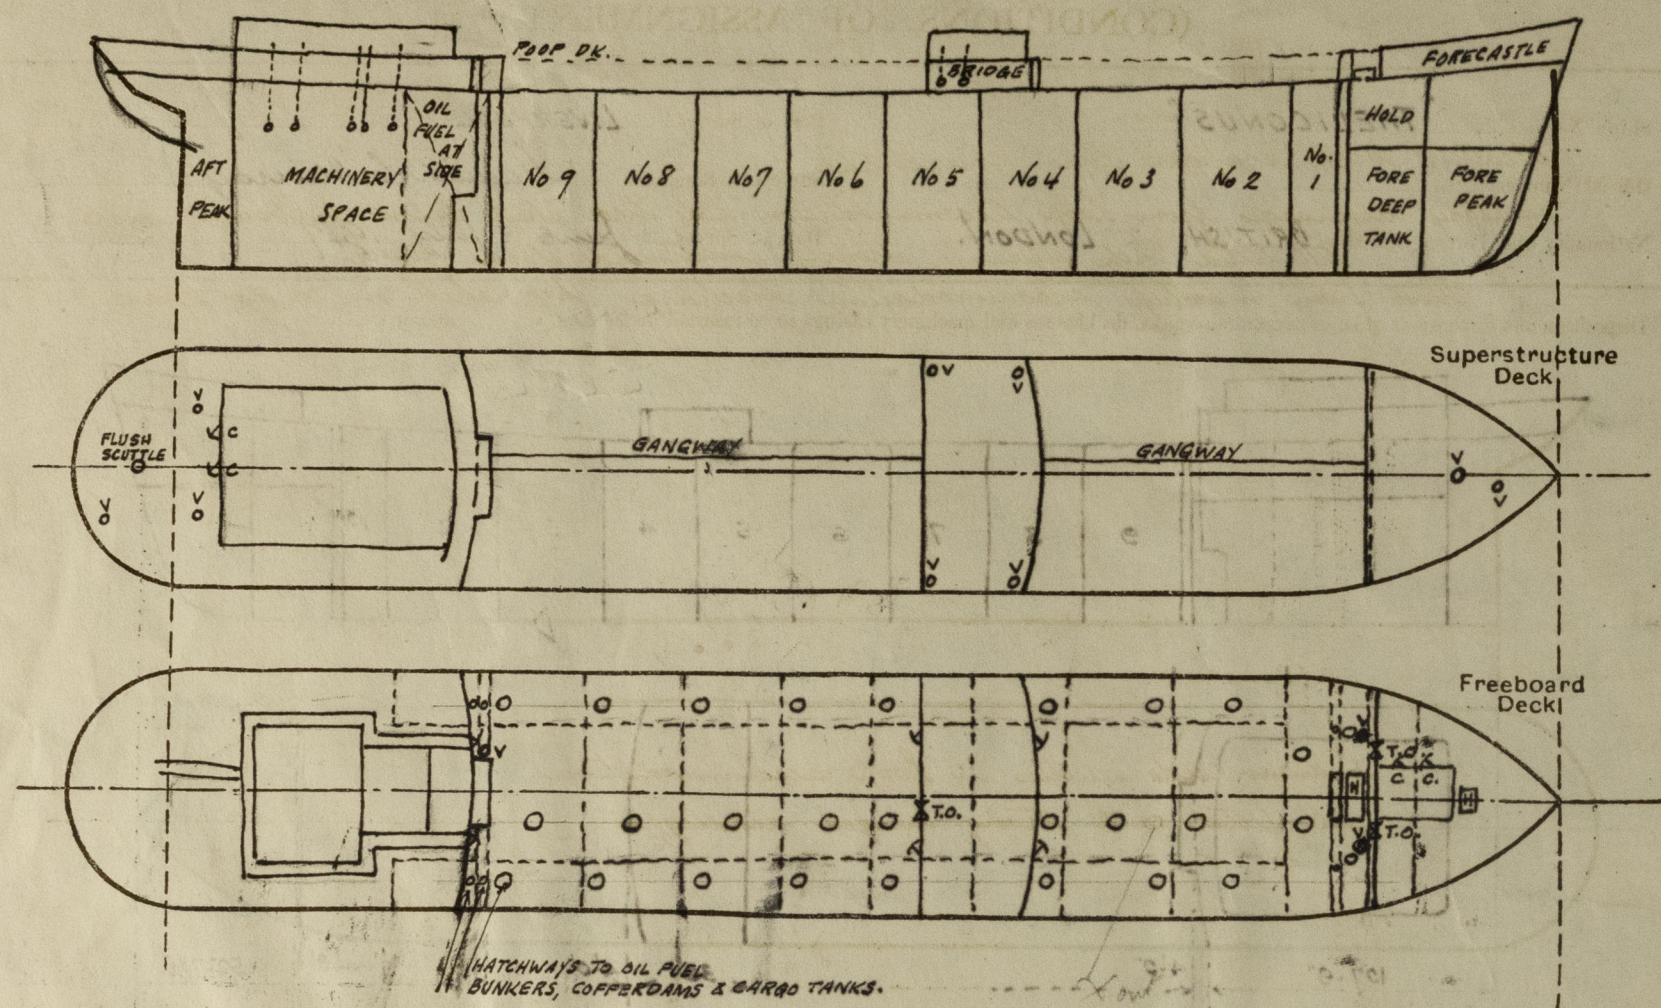 POOP DK.
BRIDGE
FORECASTLE
OIL
FUEL
AT
SIDE
HOLD
AFT
PEAK
MACHINERY
SPACE
No 9
No 8
No 7
No 6
No 5
No 4
No 3
No 2
No.
1
FORE
DEEP
TANK
FORE
PEAK
Superstructure
Deck
FLUSH
SCUTTLE
V
V
V
C
C
GANGWAY
V
V
V
V
GANGWAY
V
V
Freeboard
Deck
V
T.O.
V
T.O.
C
C.
H
H
V
T.O.
HATCHWAYS TO OIL FUEL
BUNKERS, COFFERDAMS & CARGO TANKS.